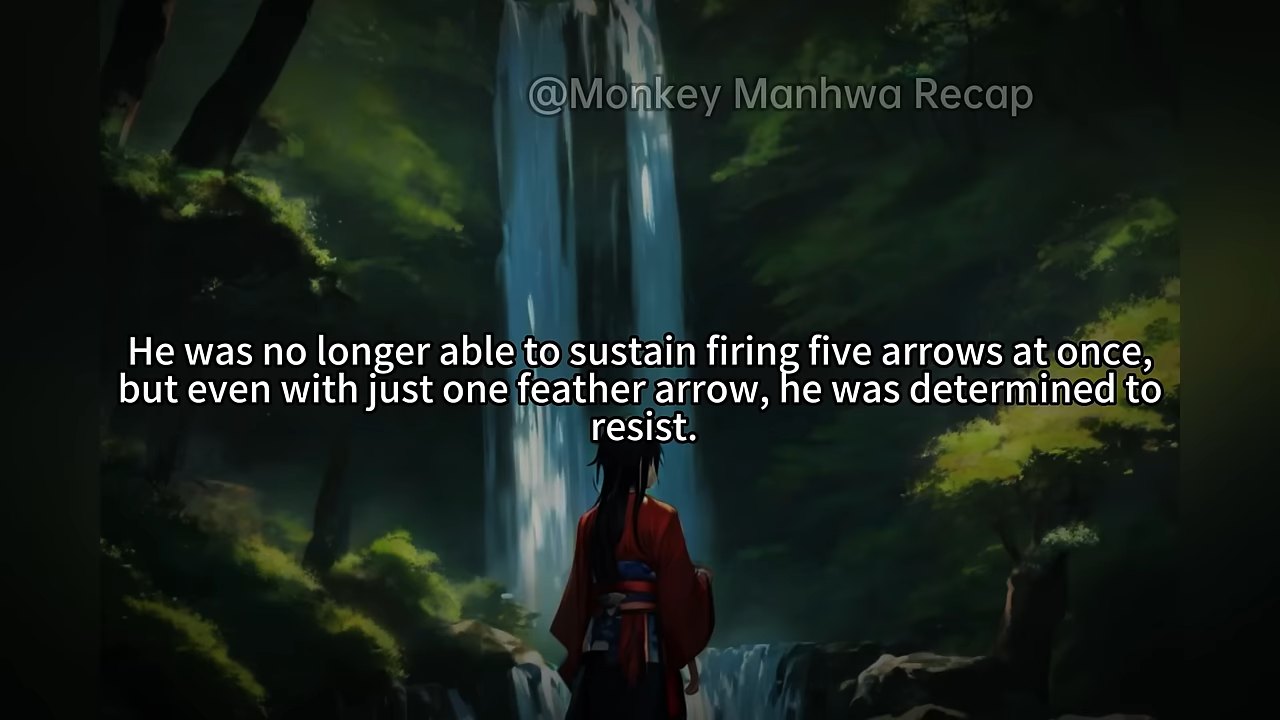 @Monkey Manhwa Recap
He was no longer able to sustain firing five arrows at once,
but even with just one feather arrow, he was determined to
resist.